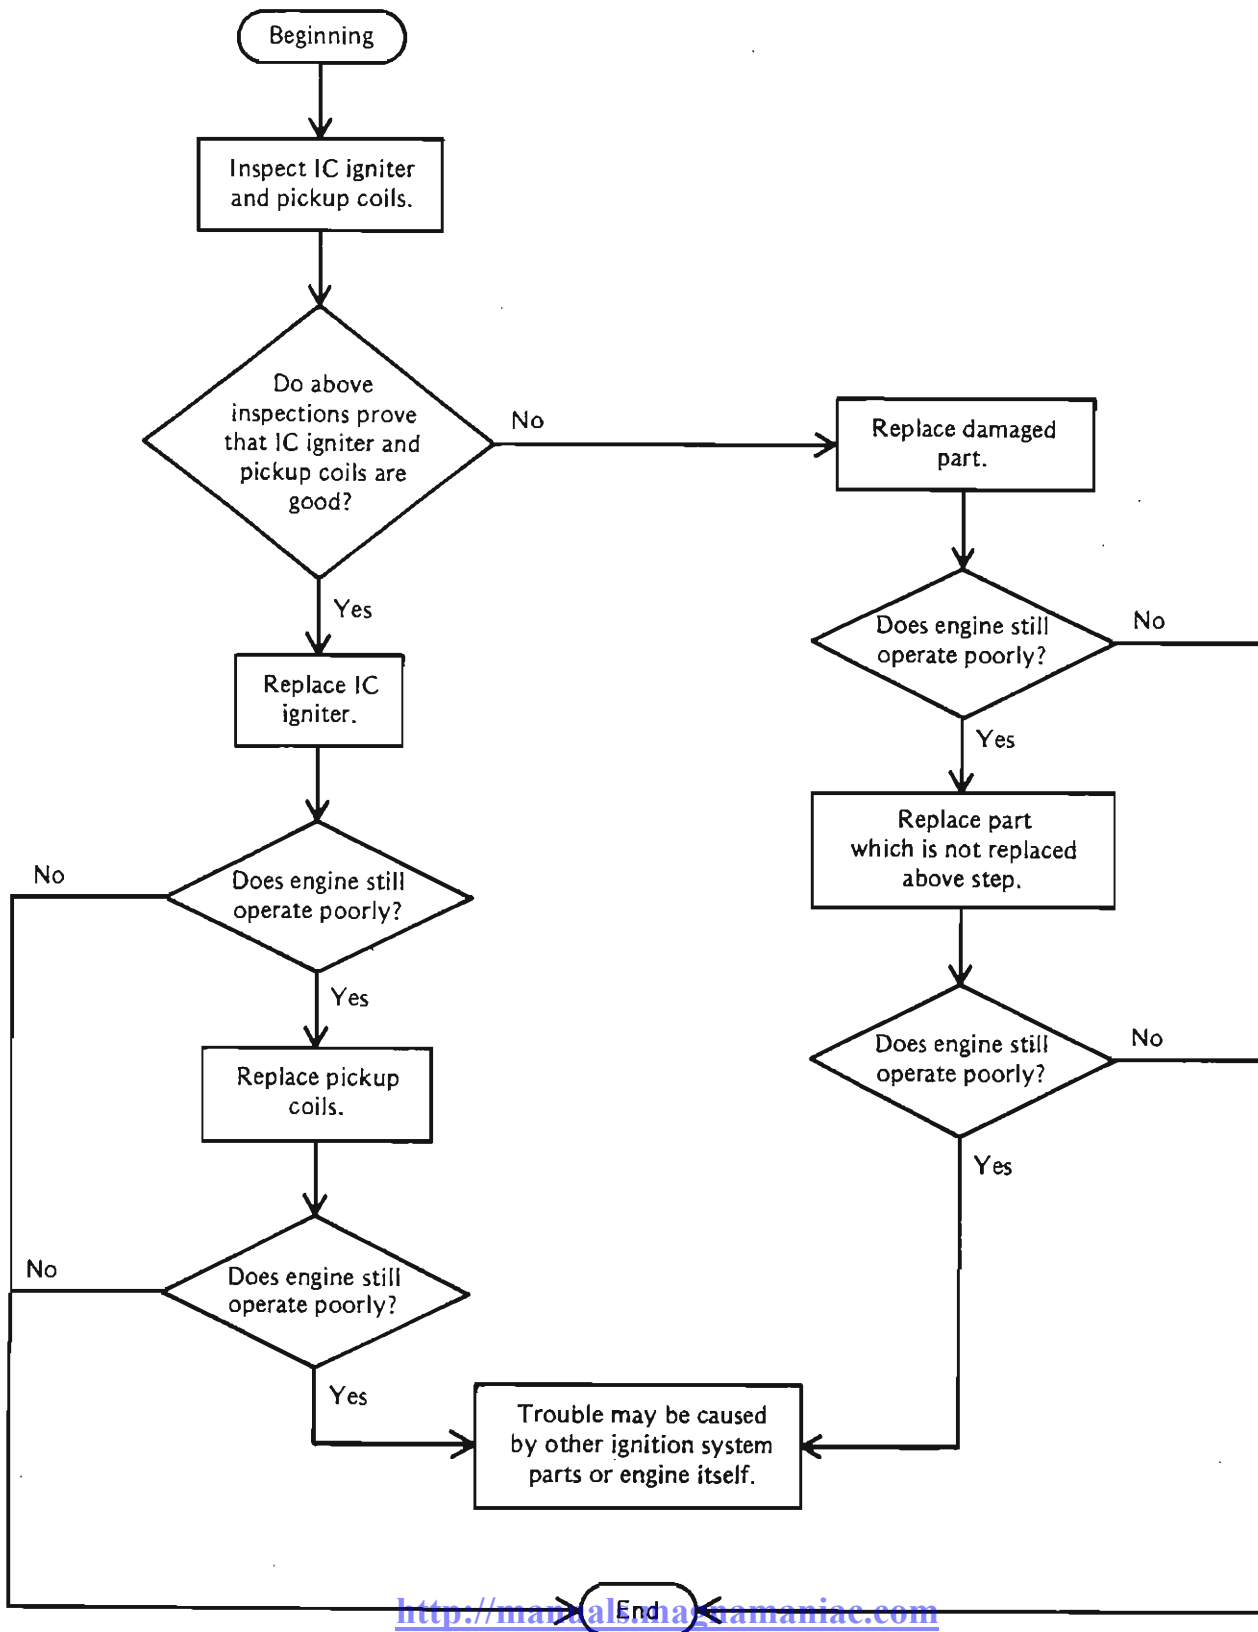 Beginning
Inspect IC igniter
and pickup coils.
Do above
inspections prove
that IC igniter and
pickup coils are
good?
No
Replace damaged
part.
Yes
Does engine still
operate poorly?
No
Replace IC
igniter.
Yes
Replace part
which is not replaced
above step.
No
Does engine still
operate poorly?
Yes
Does engine still
operate poorly?
No
Replace pickup
coils.
Yes
No
Does engine still
operate poorly?
Yes
Trouble may be caused
by other ignition system
parts or engine itself.
End
http://manuals.magnamaniac.com